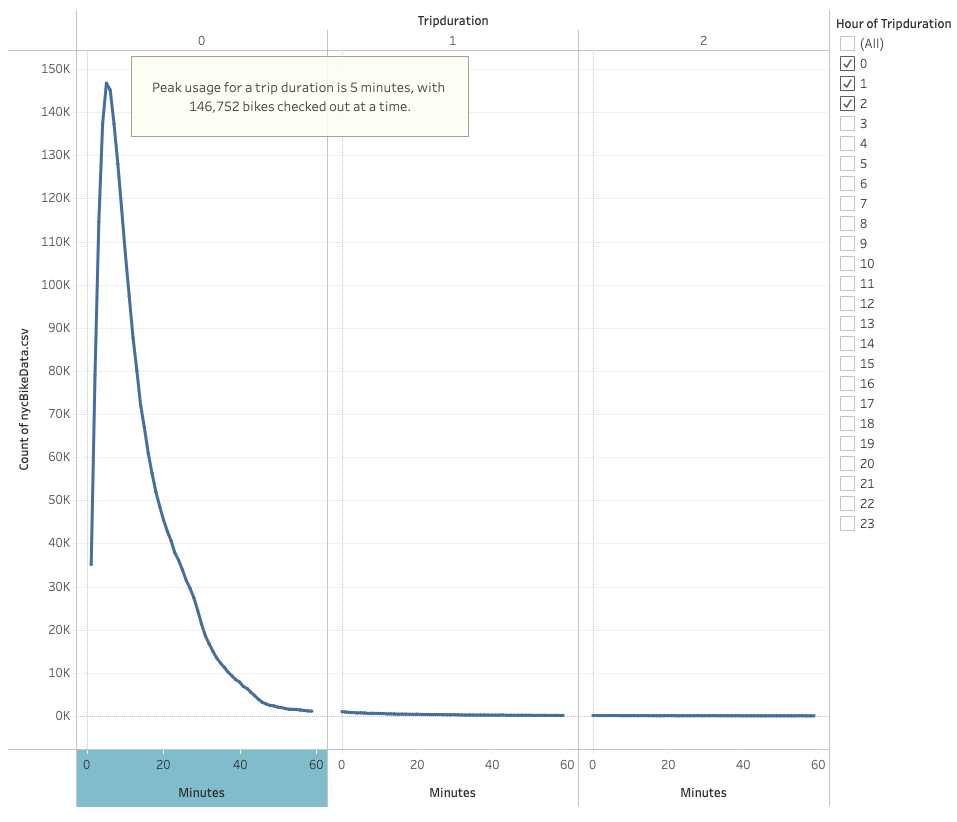 Tripduration
0 1 2
Peak usage for a trip duration is 5 minutes, with
146,752 bikes checked out at a time.
150K
140K
130K
120K
110K
100K
90K
80K
70K
60K
50K
40K
30K
20K
10K
0K
Count of nycBikeData.csv
0 20 40 60 0 20 40 60 0 20 40 60
Minutes Minutes Minutes
Hour of Tripduration
(All)
0
1
2
3
4
5
6
7
8
9
10
11
12
13
14
15
16
17
18
19
20
21
22
23